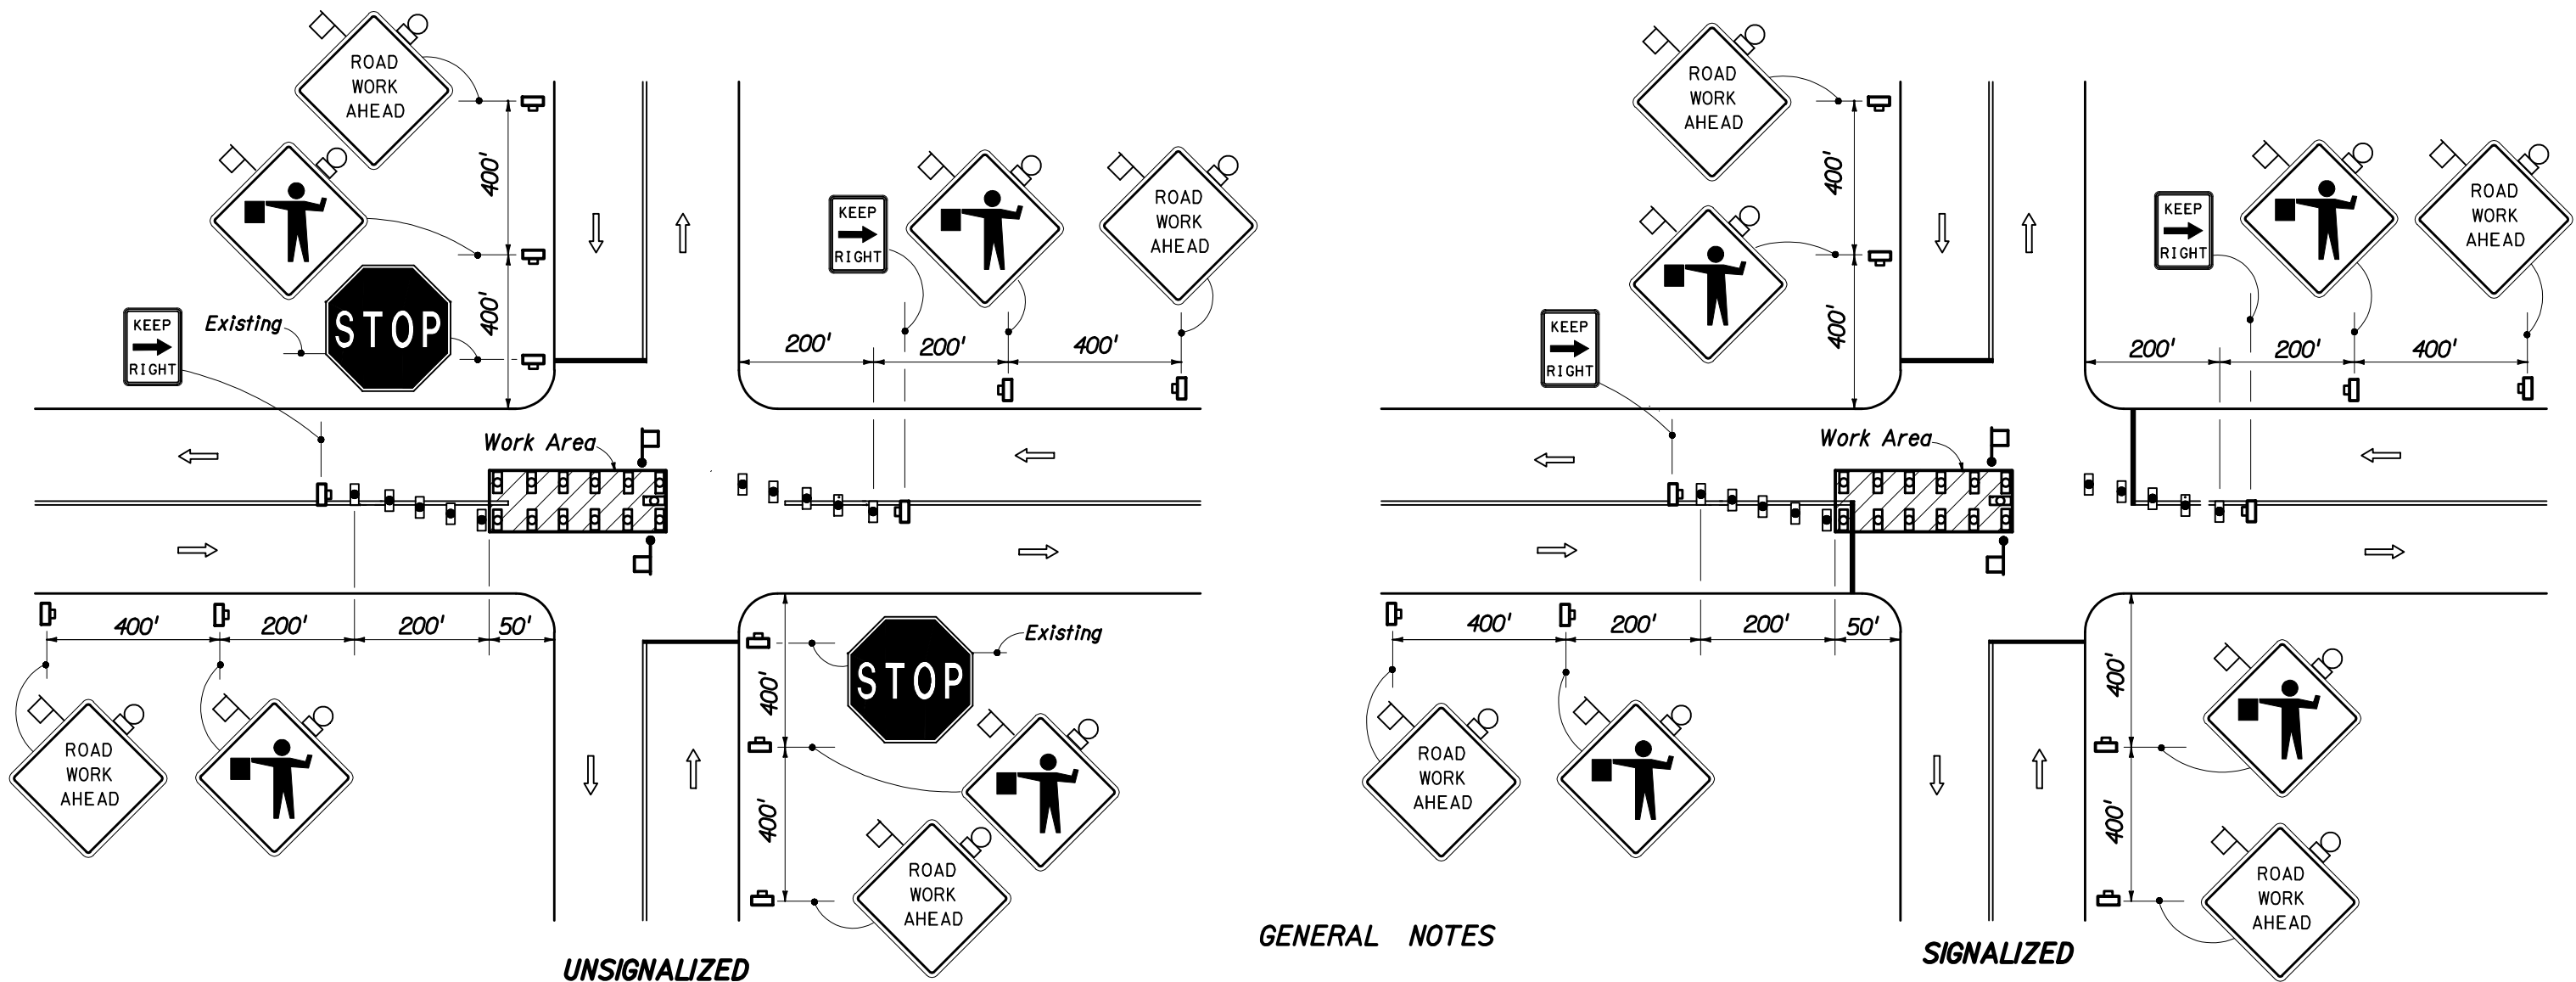 ROAD
WORK
AHEAD
400'
400'
STOP
Existing
KEEP
RIGHT
KEEP
RIGHT
ROAD
WORK
AHEAD
200'
200'
400'
Work Area
400'
200'
200'
50'
ROAD
WORK
AHEAD
400'
400'
STOP
Existing
ROAD
WORK
AHEAD
UNSIGNALIZED
GENERAL NOTES
ROAD
WORK
AHEAD
400'
400'
KEEP
RIGHT
KEEP
RIGHT
ROAD
WORK
AHEAD
200'
200'
400'
Work Area
400'
200'
200'
50'
ROAD
WORK
AHEAD
400'
400'
ROAD
WORK
AHEAD
SIGNALIZED